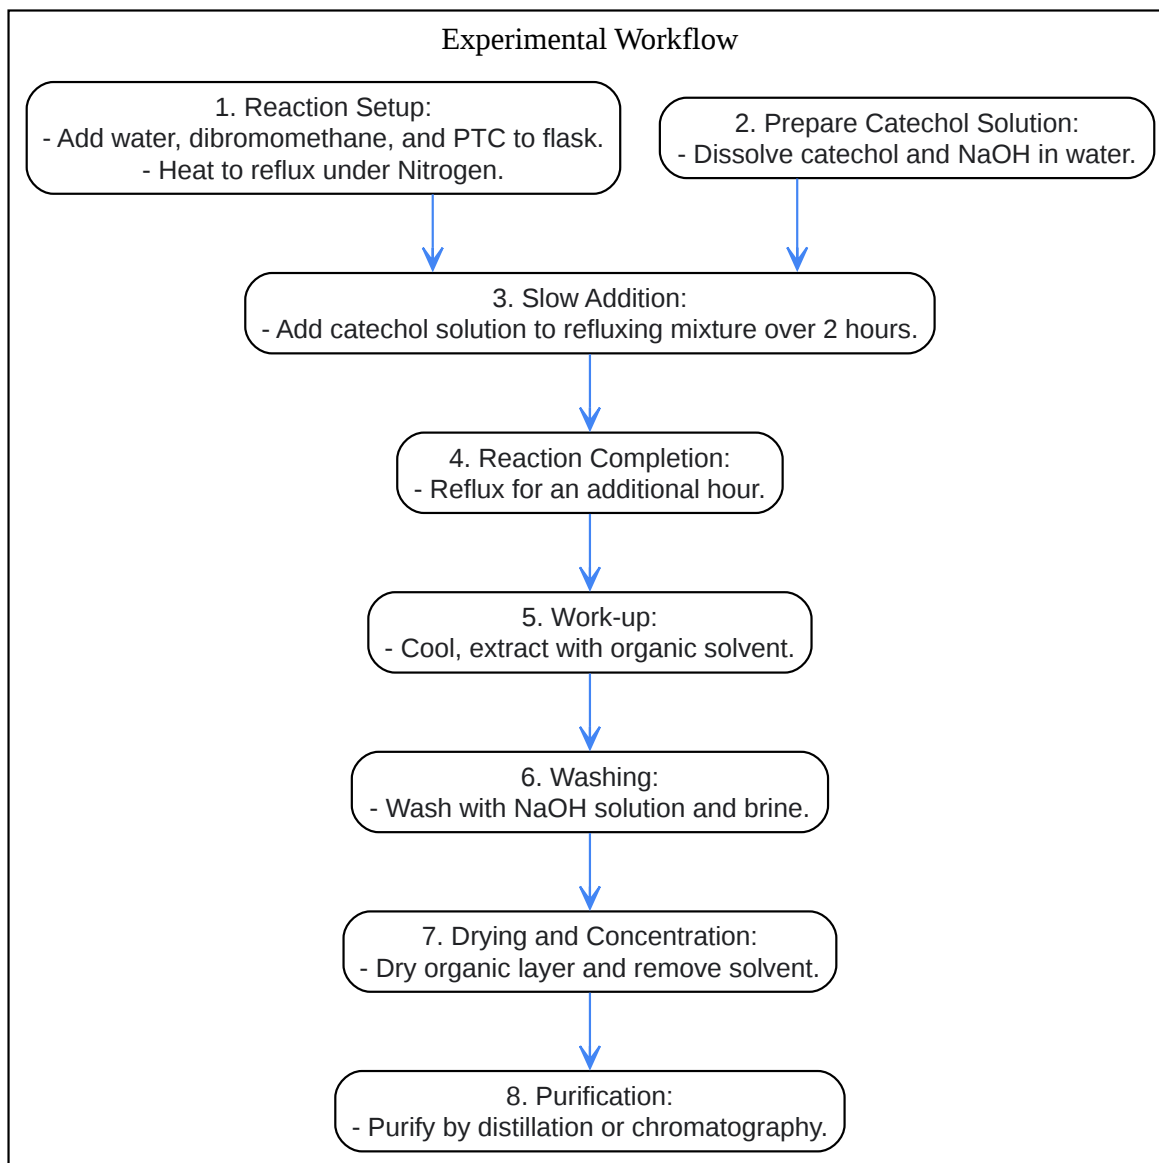 Experimental Workflow
1. Reaction Setup:
- Add water, dibromomethane, and PTC to flask.
- Heat to reflux under Nitrogen.
2. Prepare Catechol Solution:
- Dissolve catechol and NaOH in water.
3. Slow Addition:
- Add catechol solution to refluxing mixture over 2 hours.
4. Reaction Completion:
- Reflux for an additional hour.
5. Work-up:
- Cool, extract with organic solvent.
6. Washing:
- Wash with NaOH solution and brine.
7. Drying and Concentration:
- Dry organic layer and remove solvent.
8. Purification:
- Purify by distillation or chromatography.